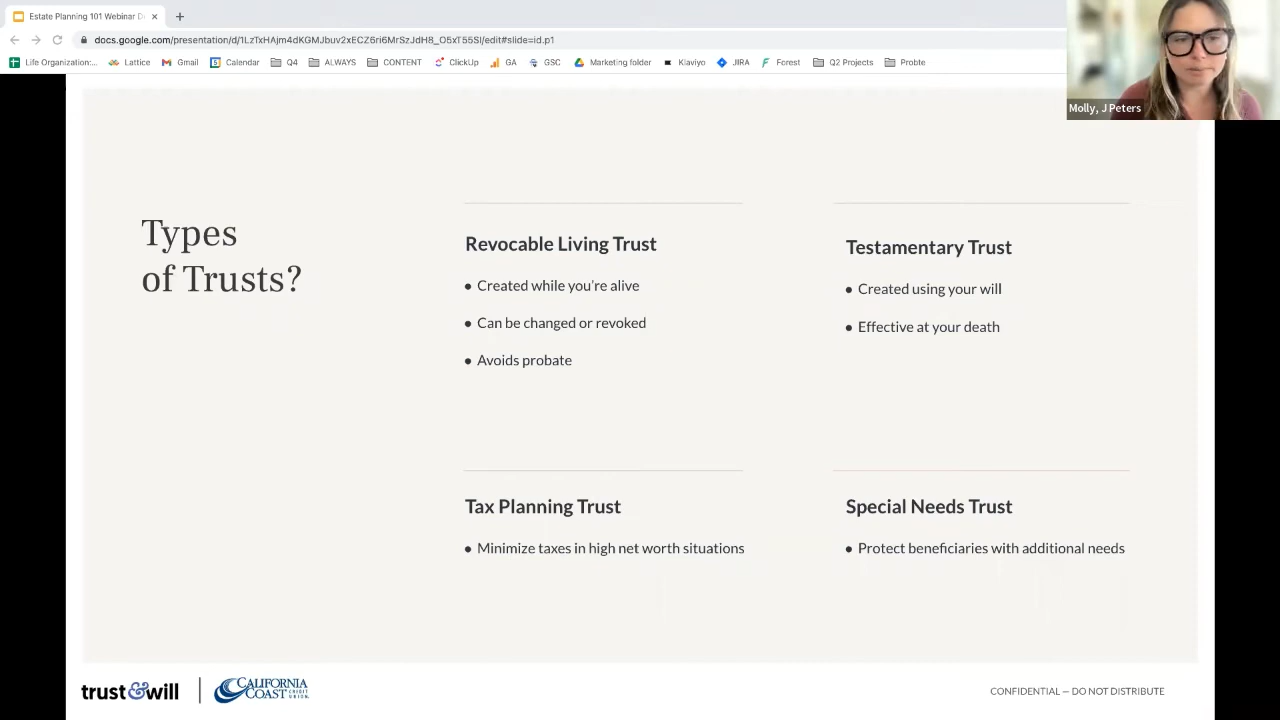 Estate Planning 101 Webinar D
docs.google.com/presentation/d/1LzTxHAjm4dKGMJbuv2xECZ6ri6MrSzJdH8_O5xT55SI/edit#slide=id.p1
Life Organization:... Lattice Gmail Calendar Q4 ALWAYS CONTENT ClickUp GA GSC Marketing folder Klaviyo JIRA Forest Q2 Projects Probte
Molly, J Peters
Types
of Trusts?
Revocable Living Trust
• Created while you're alive
• Can be changed or revoked
• Avoids probate
Testamentary Trust
• Created using your will
• Effective at your death
Tax Planning Trust
• Minimize taxes in high net worth situations
Special Needs Trust
• Protect beneficiaries with additional needs
trust&will
CALIFORNIA
COAST CREDIT UNION
CONFIDENTIAL – DO NOT DISTRIBUTE